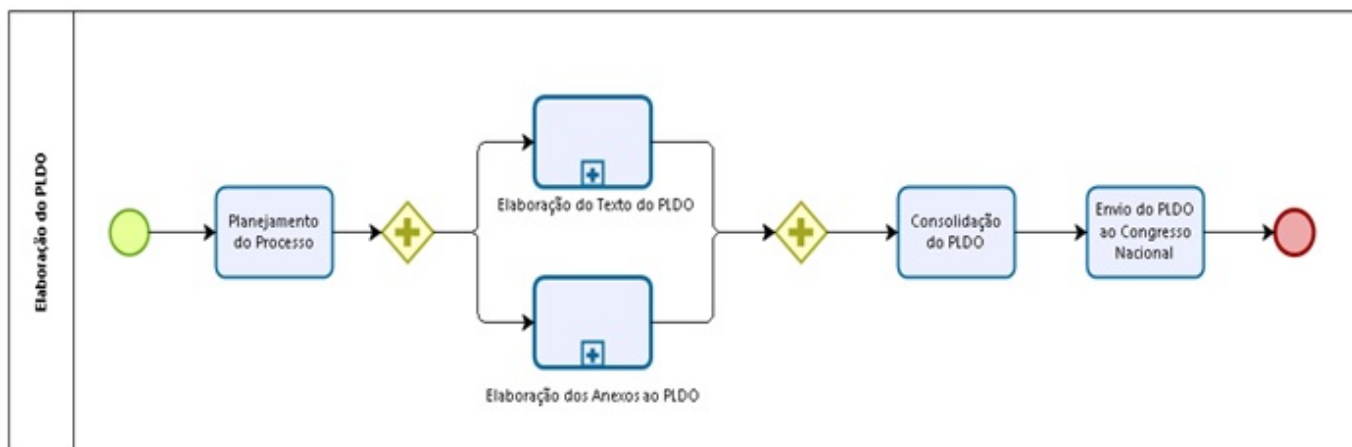 Elaboração do PLDO
Planejamento
do Processo
Elaboração do Texto do PLDO
Elaboração dos Anexos ao PLDO
Consolidação
do PLDO
Envio do PLDO
ao Congresso
Nacional